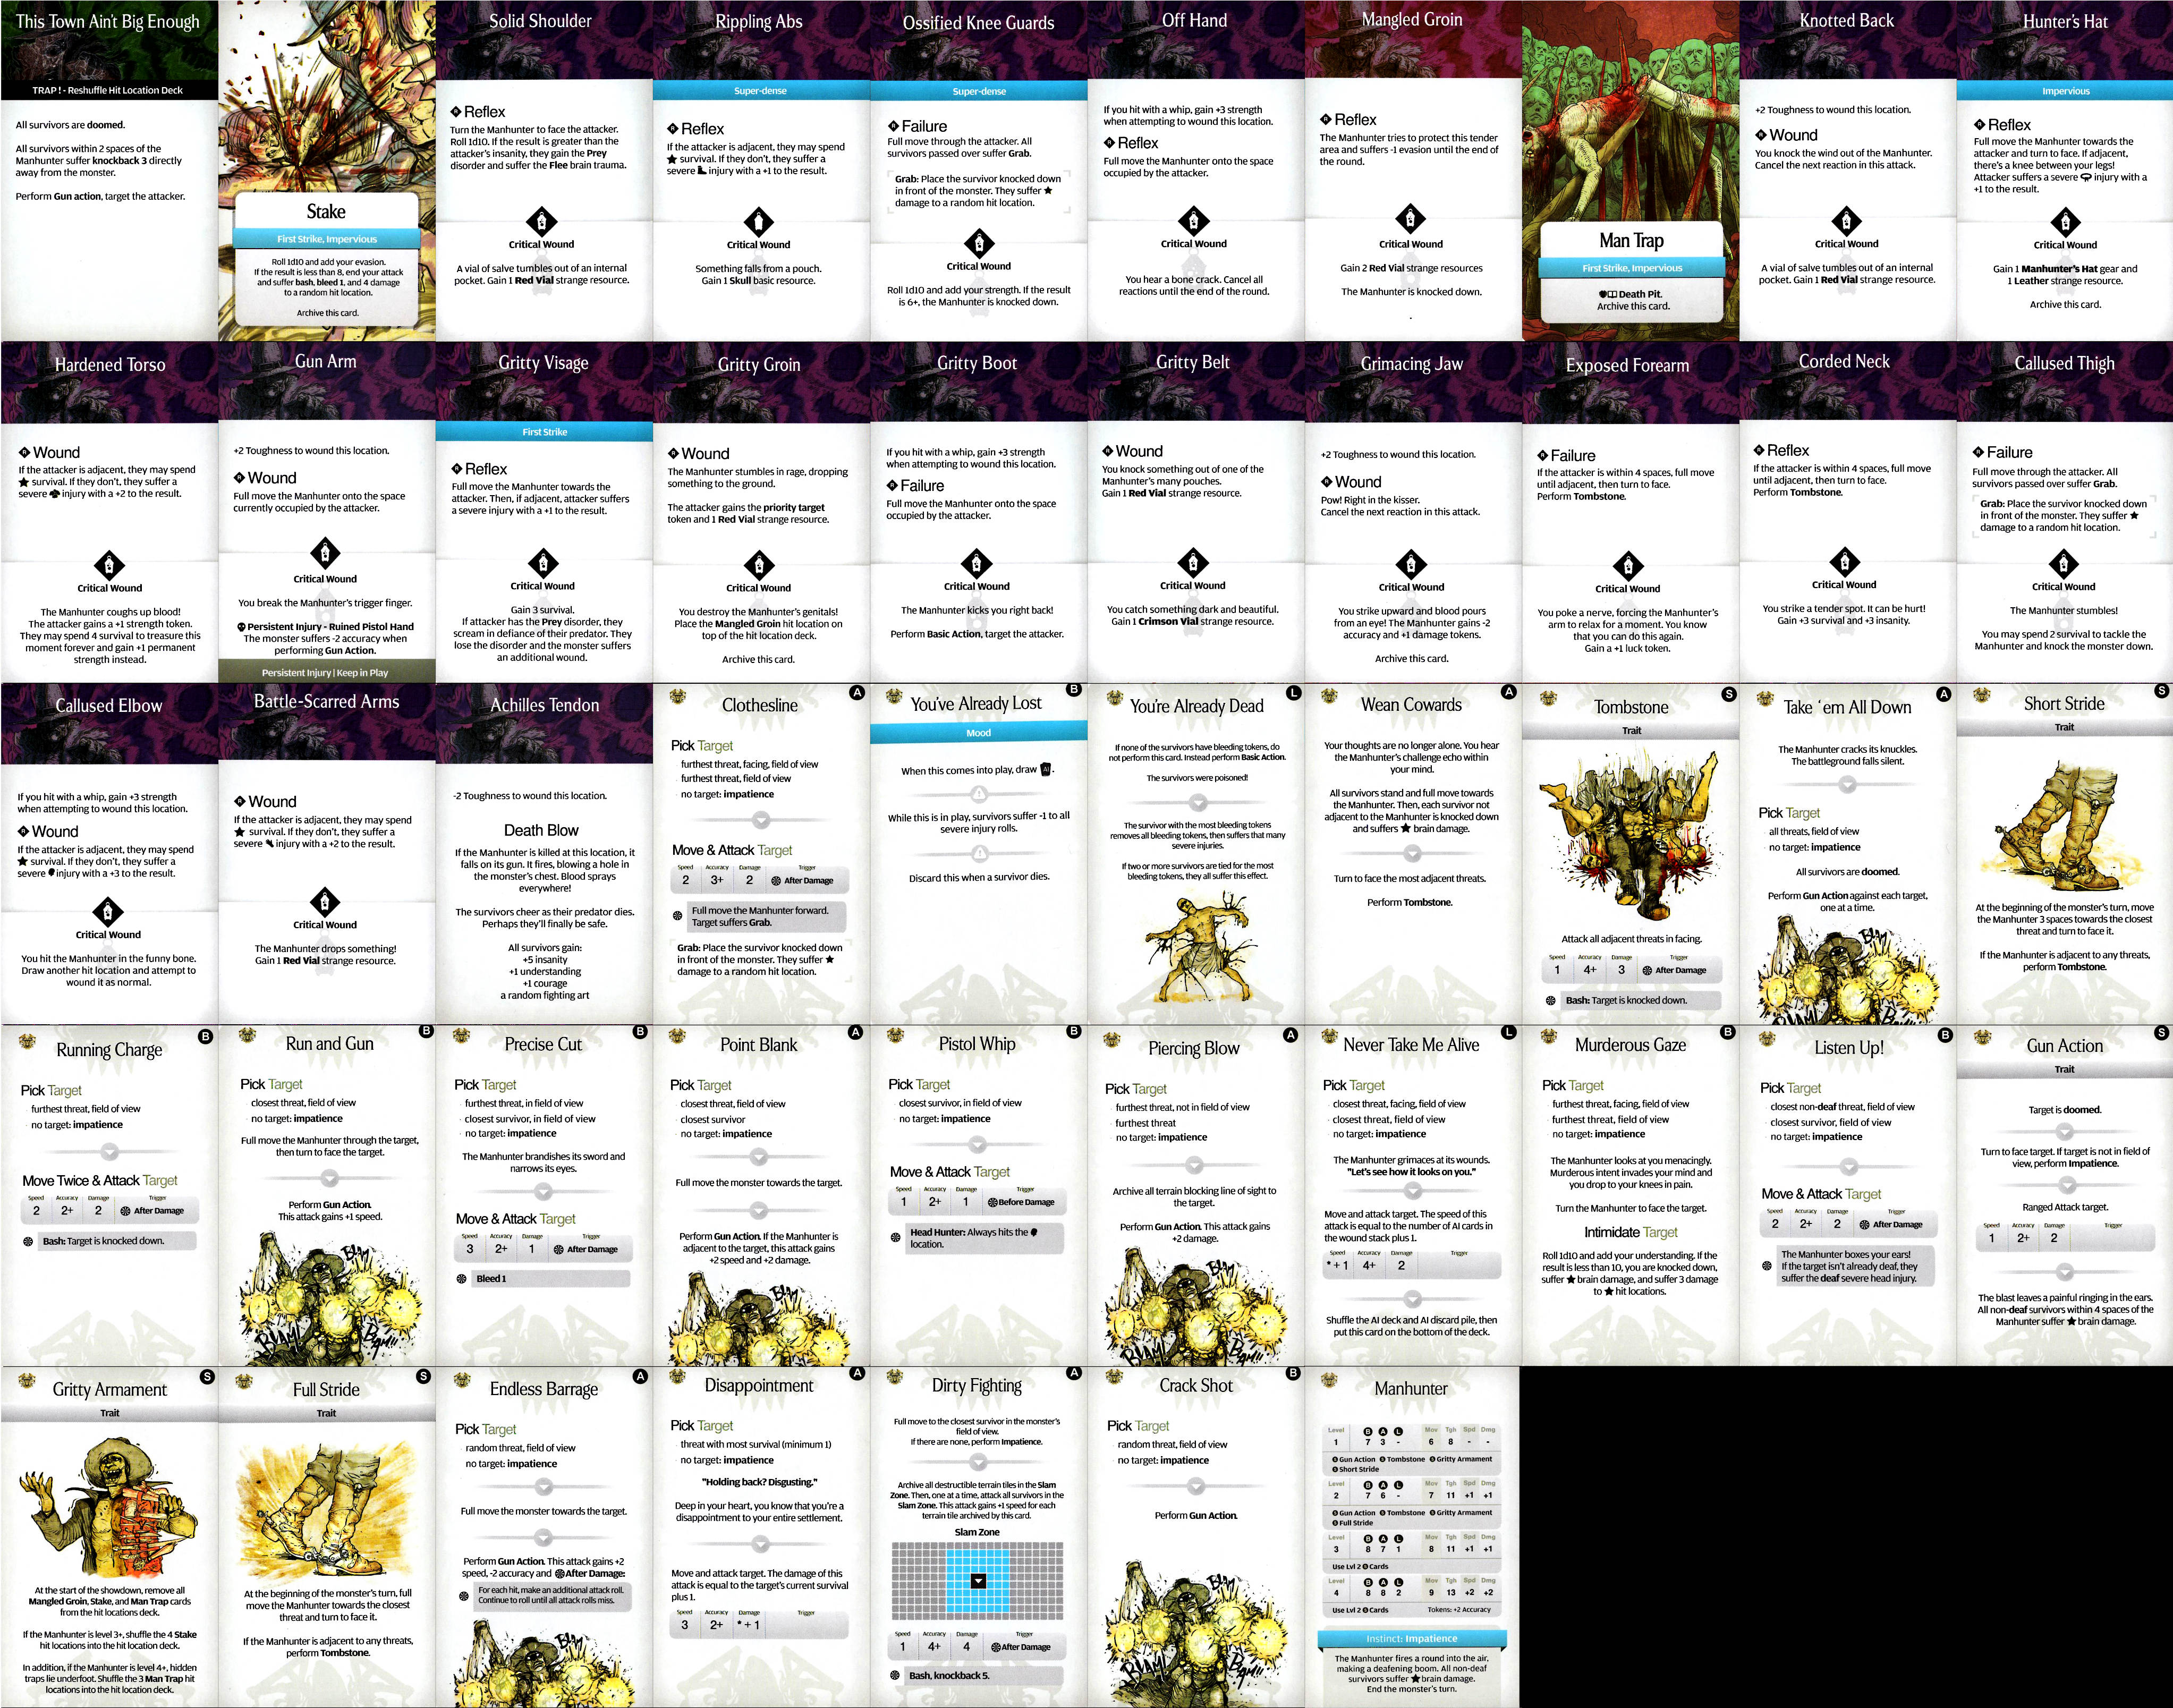 This Town Ain't Big Enough
TRAP ! - Reshuffle Hit Location Deck
All survivors are doomed.
All survivors within 2 spaces of the
Manhunter suffer knockback 3 directly
away from the monster.
Perform Gun action, target the attacker.
Stake
First Strike, Impervious
Roll 1d10 and add your evasion.
If the result is less than 8, end your attack
and suffer bash, bleed 1, and 4 damage
to a random hit location.
Archive this card.
Solid Shoulder
Reflex
Turn the Manhunter to face the attacker.
Roll 1d10. If the result is greater than the
attacker's insanity, they gain the Prey
disorder and suffer the Flee brain trauma.
Critical Wound
A vial of salve tumbles out of an internal
pocket. Gain 1 Red Vial strange resource.
Rippling Abs
Super-dense
Reflex
If the attacker is adjacent, they may spend
★ survival. If they don't, they suffer a
severe injury with a +1 to the result.
Critical Wound
Something falls from a pouch.
Gain 1 Skull basic resource.
Ossified Knee Guards
Super-dense
Failure
Full move through the attacker. All
survivors passed over suffer Grab.
Grab: Place the survivor knocked down
in front of the monster. They suffer ★
damage to a random hit location.
Critical Wound
Roll 1d10 and add your strength. If the result
is 6+, the Manhunter is knocked down.
Off Hand
If you hit with a whip, gain +3 strength
when attempting to wound this location.
Reflex
Full move the Manhunter onto the space
occupied by the attacker.
Critical Wound
You hear a bone crack. Cancel all
reactions until the end of the round.
Mangled Groin
Reflex
The Manhunter tries to protect this tender
area and suffers -1 evasion until the end of
the round.
Critical Wound
Gain 2 Red Vial strange resources
The Manhunter is knocked down.
.
Man Trap
First Strike, Impervious
Death Pit.
Archive this card.
Knotted Back
+2 Toughness to wound this location.
Wound
You knock the wind out of the Manhunter.
Cancel the next reaction in this attack.
Critical Wound
A vial of salve tumbles out of an internal
pocket. Gain 1 Red Vial strange resource.
Hunter's Hat
Impervious
Reflex
Full move the Manhunter towards the
attacker and turn to face. If adjacent,
there's a knee between your legs!
Attacker suffers a severe injury with a
+1 to the result.
Critical Wound
Gain 1 Manhunter's Hat gear and
1 Leather strange resource.
Archive this card.
Hardened Torso
Wound
If the attacker is adjacent, they may spend
★ survival. If they don't, they suffer a
severe injury with a +2 to the result.
Critical Wound
The Manhunter coughs up blood!
The attacker gains a +1 strength token.
They may spend 4 survival to treasure this
moment forever and gain +1 permanent
strength instead.
Gun Arm
+2 Toughness to wound this location.
Wound
Full move the Manhunter onto the space
currently occupied by the attacker.
Critical Wound
You break the Manhunter's trigger finger.
Persistent Injury - Ruined Pistol Hand
The monster suffers -2 accuracy when
performing Gun Action.
Persistent Injury | Keep in Play
Gritty Visage
First Strike
Reflex
Full move the Manhunter towards the
attacker. Then, if adjacent, attacker suffers
a severe injury with a +1 to the result.
Critical Wound
Gain 3 survival.
If attacker has the Prey disorder, they
scream in defiance of their predator. They
lose the disorder and the monster suffers
an additional wound.
Gritty Groin
Wound
The Manhunter stumbles in rage, dropping
something to the ground.
The attacker gains the priority target
token and 1 Red Vial strange resource.
Critical Wound
You destroy the Manhunter's genitals!
Place the Mangled Groin hit location on
top of the hit location deck.
Archive this card.
Gritty Boot
If you hit with a whip, gain +3 strength
when attempting to wound this location.
Failure
Full move the Manhunter onto the space
occupied by the attacker.
Critical Wound
The Manhunter kicks you right back!
Perform Basic Action, target the attacker.
Gritty Belt
Wound
You knock something out of one of the
Manhunter's many pouches.
Gain 1 Red Vial strange resource.
Critical Wound
You catch something dark and beautiful.
Gain 1 Crimson Vial strange resource.
Grimacing Jaw
+2 Toughness to wound this location.
Wound
Pow! Right in the kisser.
Cancel the next reaction in this attack.
Critical Wound
You strike upward and blood pours
from an eye! The Manhunter gains -2
accuracy and +1 damage tokens.
Archive this card.
Exposed Forearm
Failure
If the attacker is within 4 spaces, full move
until adjacent, then turn to face.
Perform Tombstone.
Critical Wound
You poke a nerve, forcing the Manhunter's
arm to relax for a moment. You know
that you can do this again.
Gain a +1 luck token.
Corded Neck
Reflex
If the attacker is within 4 spaces, full move
until adjacent, then turn to face.
Perform Tombstone.
Critical Wound
You strike a tender spot. It can be hurt!
Gain +3 survival and +3 insanity.
Callused Thigh
Failure
Full move through the attacker. All
survivors passed over suffer Grab.
Grab: Place the survivor knocked down
in front of the monster. They suffer ★
damage to a random hit location.
Critical Wound
The Manhunter stumbles!
You may spend 2 survival to tackle the
Manhunter and knock the monster down.
Callused Elbow
If you hit with a whip, gain +3 strength
when attempting to wound this location.
Wound
If the attacker is adjacent, they may spend
★ survival. If they don't, they suffer a
severe injury with a +3 to the result.
Critical Wound
You hit the Manhunter in the funny bone.
Draw another hit location and attempt to
wound it as normal.
Battle-Scarred Arms
Wound
If the attacker is adjacent, they may spend
★ survival. If they don't, they suffer a
severe injury with a +2 to the result.
Critical Wound
The Manhunter drops something!
Gain 1 Red Vial strange resource.
Achilles Tendon
-2 Toughness to wound this location.
Death Blow
If the Manhunter is killed at this location, it
falls on its gun. It fires, blowing a hole in
the monster's chest. Blood sprays
everywhere!
The survivors cheer as their predator dies.
Perhaps they'll finally be safe.
All survivors gain:
+5 insanity
+1 understanding
+1 courage
a random fighting art
Clothesline
A
Pick Target
furthest threat, facing, field of view
furthest threat, field of view
no target: impatience
Move & Attack Target
Speed Accuracy Damage Trigger
2 3+ 2 After Damage
Full move the Manhunter forward.
Target suffers Grab.
Grab: Place the survivor knocked down
in front of the monster. They suffer ★
damage to a random hit location.
You've Already Lost
B
Mood
When this comes into play, draw AI.
While this is in play, survivors suffer -1 to all
severe injury rolls.
Discard this when a survivor dies.
You're Already Dead
L
If none of the survivors have bleeding tokens, do
not perform this card. Instead perform Basic Action.
The survivors were poisoned!
The survivor with the most bleeding tokens
removes all bleeding tokens, then suffers that many
severe injuries.
If two or more survivors are tied for the most
bleeding tokens, they all suffer this effect.
Wean Cowards
A
Your thoughts are no longer alone. You hear
the Manhunter's challenge echo within
your mind.
All survivors stand and full move towards
the Manhunter. Then, each survivor not
adjacent to the Manhunter is knocked down
and suffers ★ brain damage.
Turn to face the most adjacent threats.
Perform Tombstone.
Tombstone
S
Trait
Attack all adjacent threats in facing.
Speed Accuracy Damage Trigger
1 4+ 3 After Damage
Bash: Target is knocked down.
Take 'em All Down
A
The Manhunter cracks its knuckles.
The battleground falls silent.
Pick Target
all threats, field of view
no target: impatience
All survivors are doomed.
Perform Gun Action against each target,
one at a time.
Short Stride
S
Trait
At the beginning of the monster's turn, move
the Manhunter 3 spaces towards the closest
threat and turn to face it.
If the Manhunter is adjacent to any threats,
perform Tombstone.
Running Charge
B
Pick Target
furthest threat, field of view
no target: impatience
Move Twice & Attack Target
Speed Accuracy Damage Trigger
2 2+ 2 After Damage
Bash: Target is knocked down.
Run and Gun
B
Pick Target
closest threat, field of view
no target: impatience
Full move the Manhunter through the target,
then turn to face the target.
Perform Gun Action.
This attack gains +1 speed.
Precise Cut
B
Pick Target
furthest threat, in field of view
closest survivor, in field of view
no target: impatience
The Manhunter brandishes its sword and
narrows its eyes.
Move & Attack Target
Speed Accuracy Damage Trigger
3 2+ 1 After Damage
Bleed 1
Point Blank
A
Pick Target
closest threat, field of view
closest survivor
no target: impatience
Full move the monster towards the target.
Perform Gun Action. If the Manhunter is
adjacent to the target, this attack gains
+2 speed and +2 damage.
Pistol Whip
B
Pick Target
closest survivor, in field of view
no target: impatience
Move & Attack Target
Speed Accuracy Damage Trigger
1 2+ 1 Before Damage
Head Hunter: Always hits the
location.
Piercing Blow
A
Pick Target
furthest threat, not in field of view
furthest threat
no target: impatience
Archive all terrain blocking line of sight to
the target.
Perform Gun Action. This attack gains
+2 damage.
Never Take Me Alive
L
Pick Target
closest threat, facing, field of view
closest threat, field of view
no target: impatience
The Manhunter grimaces at its wounds.
"Let's see how it looks on you."
Move and attack target. The speed of this
attack is equal to the number of AI cards in
the wound stack plus 1.
Speed Accuracy Damage Trigger
* + 1 4+ 2
Shuffle the AI deck and AI discard pile, then
put this card on the bottom of the deck.
Murderous Gaze
B
Pick Target
furthest threat, facing, field of view
furthest threat, field of view
no target: impatience
The Manhunter looks at you menacingly.
Murderous intent invades your mind and
you drop to your knees in pain.
Turn the Manhunter to face the target.
Intimidate Target
Roll 1d10 and add your understanding. If the
result is less than 10, you are knocked down,
suffer ★ brain damage, and suffer 3 damage
to ★ hit locations.
Listen Up!
B
Pick Target
closest non-deaf threat, field of view
closest survivor, field of view
no target: impatience
Move & Attack Target
Speed Accuracy Damage Trigger
2 2+ 2 After Damage
The Manhunter boxes your ears!
If the target isn't already deaf, they
suffer the deaf severe head injury.
Gun Action
S
Trait
Target is doomed.
Turn to face target. If target is not in field of
view, perform Impatience.
Ranged Attack target.
Speed Accuracy Damage Trigger
1 2+ 2
The blast leaves a painful ringing in the ears.
All non-deaf survivors within 4 spaces of the
Manhunter suffer ★ brain damage.
Gritty Armament
S
Trait
At the start of the showdown, remove all
Mangled Groin, Stake, and Man Trap cards
from the hit locations deck.
If the Manhunter is level 3+, shuffle the 4 Stake
hit locations into the hit location deck.
In addition, if the Manhunter is level 4+, hidden
traps lie underfoot. Shuffle the 3 Man Trap hit
locations into the hit location deck.
Full Stride
S
Trait
At the beginning of the monster's turn, full
move the Manhunter towards the closest
threat and turn to face it.
If the Manhunter is adjacent to any threats,
perform Tombstone.
Endless Barrage
A
Pick Target
random threat, field of view
no target: impatience
Full move the monster towards the target.
Perform Gun Action. This attack gains +2
speed, -2 accuracy and After Damage:
For each hit, make an additional attack roll.
Continue to roll until all attack rolls miss.
Disappointment
A
Pick Target
threat with most survival (minimum 1)
no target: impatience
"Holding back? Disgusting."
Deep in your heart, you know that you're a
disappointment to your entire settlement.
Move and attack target. The damage of this
attack is equal to the target's current survival
plus 1.
Speed Accuracy Damage Trigger
3 2+ * + 1
Dirty Fighting
A
Full move to the closest survivor in the monster's
field of view.
If there are none, perform Impatience.
Archive all destructible terrain tiles in the Slam
Zone. Then, one at a time, attack all survivors in the
Slam Zone. This attack gains +1 speed for each
terrain tile archived by this card.
Slam Zone
1 4+ 4 After Damage
Bash, knockback 5.
Crack Shot
B
Pick Target
random threat, field of view
no target: impatience
Perform Gun Action.
Manhunter
Level B A L Mov Tgh Spd Dmg
1 7 3 - 6 8 - -
S Gun Action S Tombstone S Gritty Armament
S Short Stride
Level B A L Mov Tgh Spd Dmg
2 7 6 - 7 11 +1 +1
S Gun Action S Tombstone S Gritty Armament
S Full Stride
Level B A L Mov Tgh Spd Dmg
3 8 7 1 8 11 +1 +1
Use Lvl 2 S Cards
Level B A L Mov Tgh Spd Dmg
4 8 8 2 9 13 +2 +2
Use Lvl 2 S Cards Tokens: +2 Accuracy
Instinct: Impatience
The Manhunter fires a round into the air,
making a deafening boom. All non-deaf
survivors suffer ★ brain damage.
End the monster's turn.